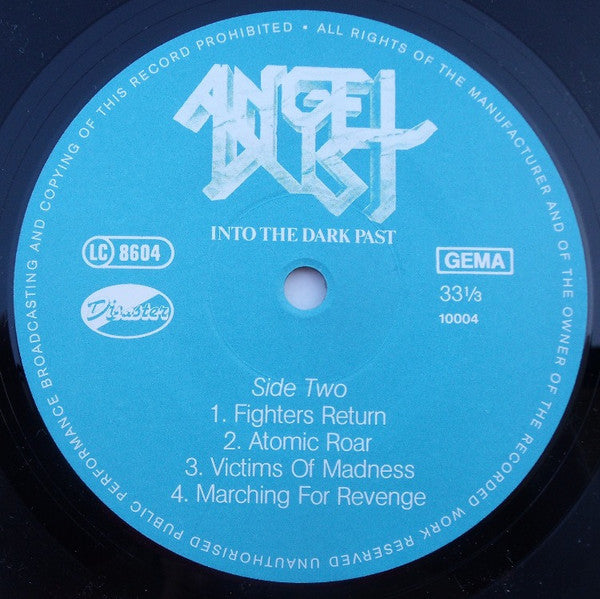 ANGEL
DUST
INTO THE DARK PAST
LC 8604
GEMA
Disaster
33⅓
10004
Side Two
1. Fighters Return
2. Atomic Roar
3. Victims Of Madness
4. Marching For Revenge
ALL RIGHTS OF THE MANUFACTURER AND OF THE OWNER OF THE RECORDED WORK RESERVED UNAUTHORISED PUBLIC PERFORMANCE BROADCASTING AND COPYING OF THIS RECORD PROHIBITED •